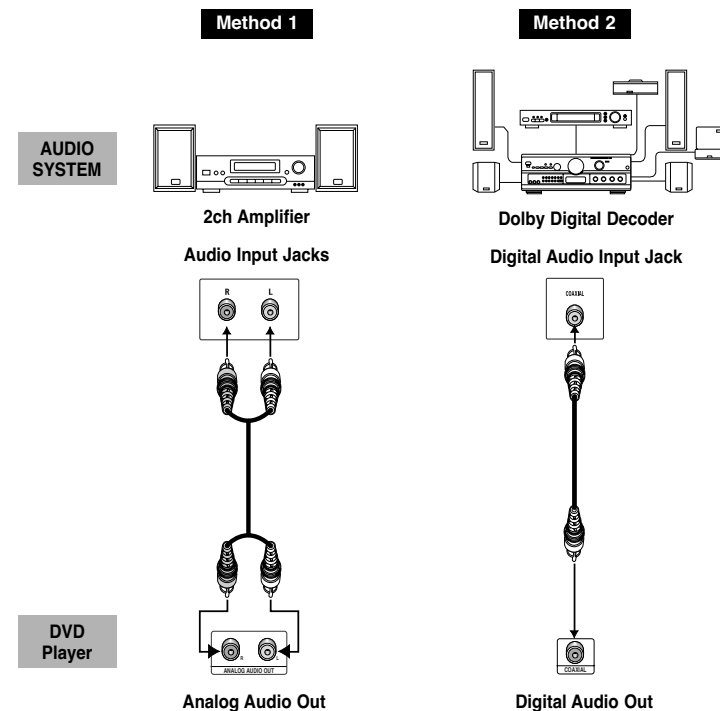 Method 1
Method 2
AUDIO
SYSTEM
2ch Amplifier
Dolby Digital Decoder
Audio Input Jacks
Digital Audio Input Jack
R L
COAXIAL
DVD
Player
R L
ANALOG AUDIO OUT
COAXIAL
Analog Audio Out
Digital Audio Out